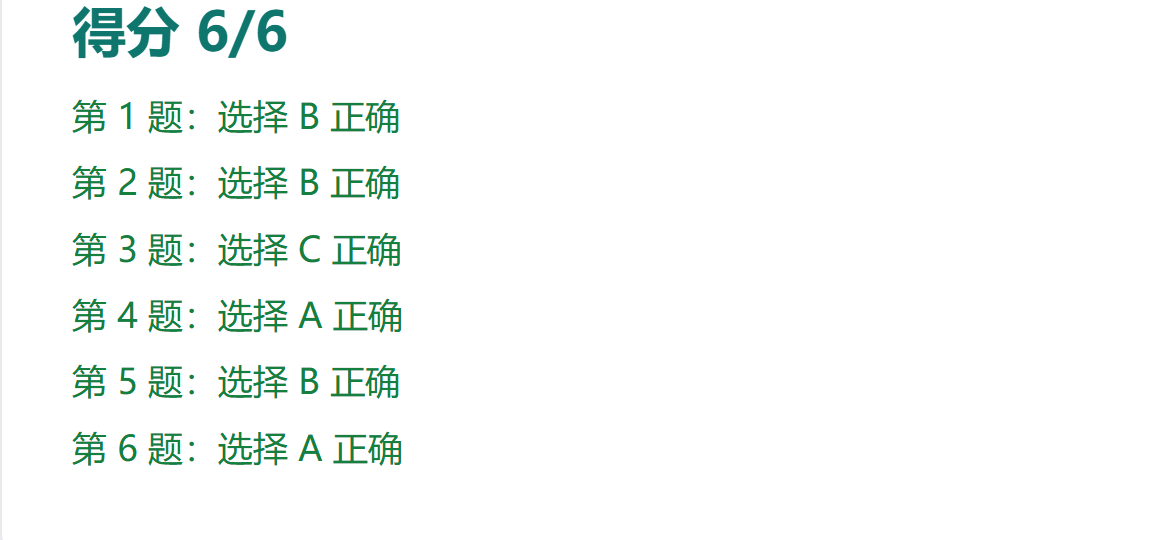 得分 6/6
第 1 题：选择 B 正确
第 2 题：选择 B 正确
第 3 题：选择 C 正确
第 4 题：选择 A 正确
第 5 题：选择 B 正确
第 6 题：选择 A 正确